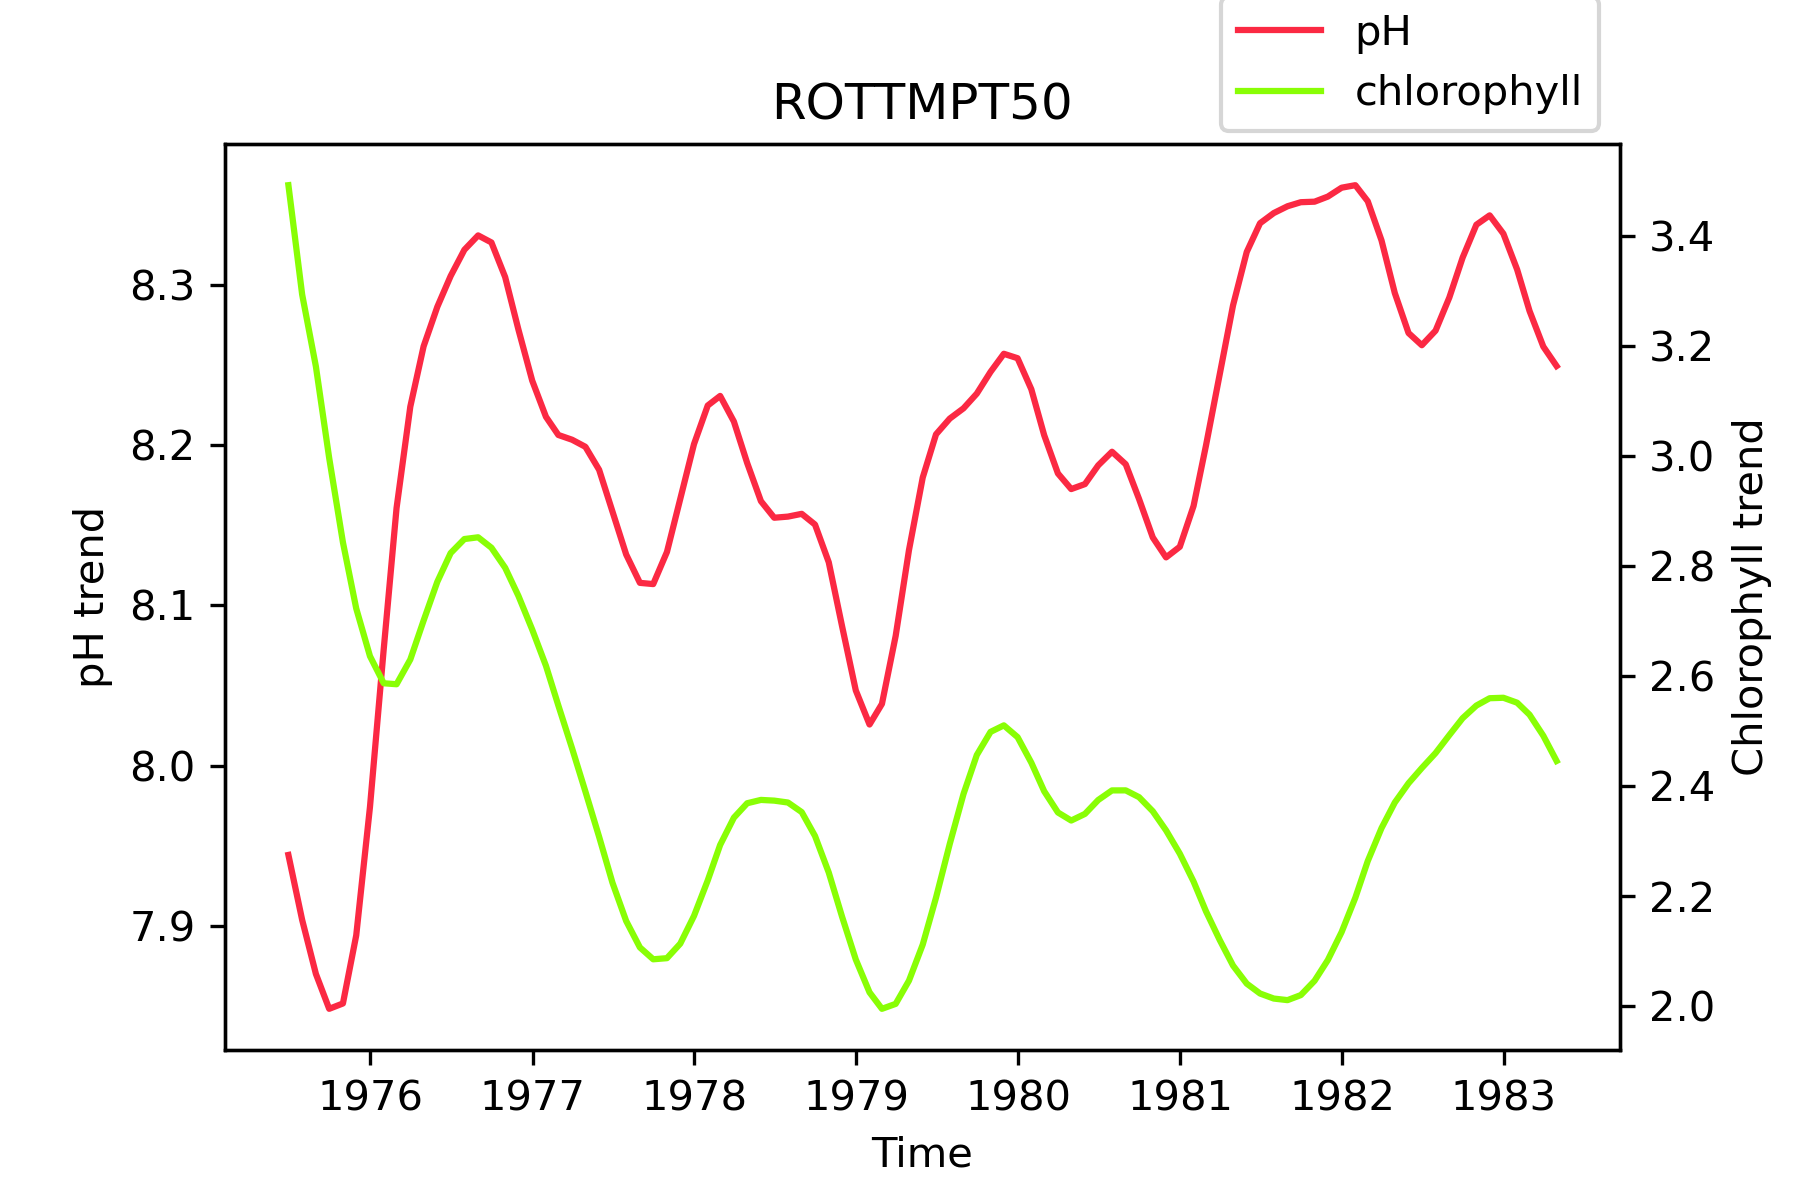 pH
chlorophyll
ROTTMPT50
8.3
8.2
8.1
8.0
7.9
pH trend
3.4
3.2
3.0
2.8
2.6
2.4
2.2
2.0
Chlorophyll trend
1976 1977 1978 1979 1980 1981 1982 1983
Time